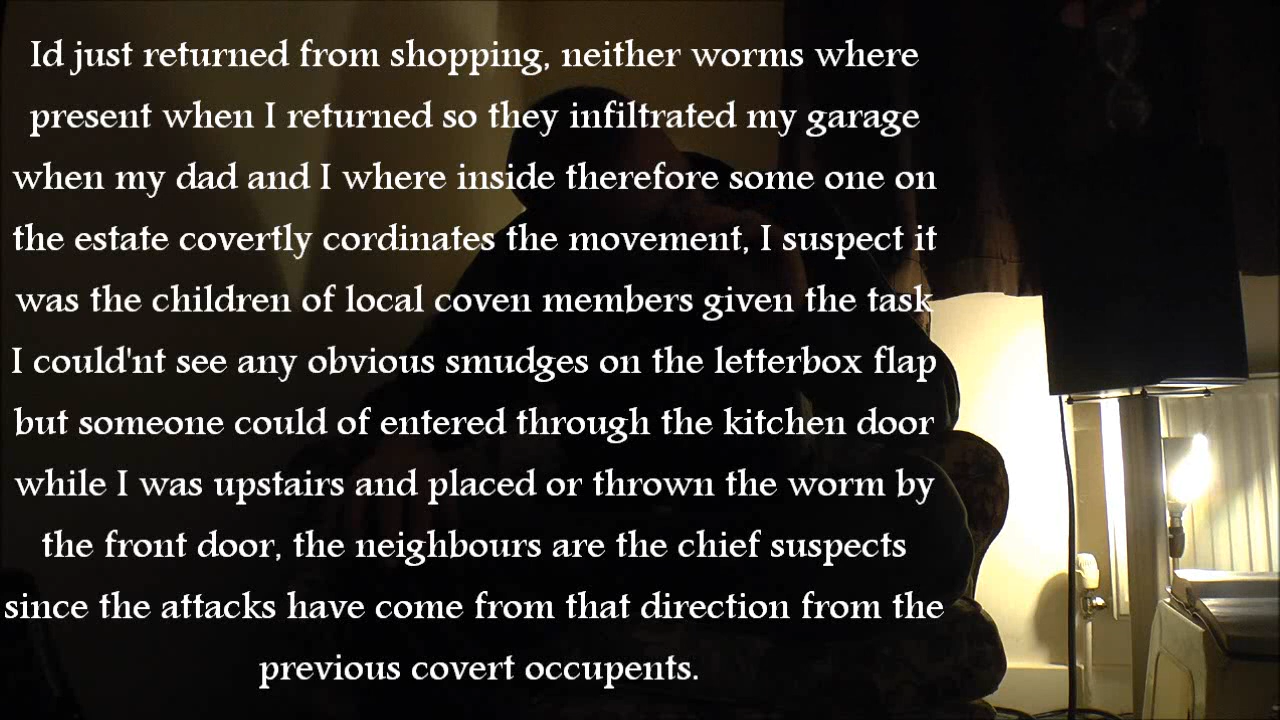 Id just returned from shopping, neither worms where
present when I returned so they infiltrated my garage
when my dad and I where inside therefore some one on
the estate covertly cordinates the movement, I suspect it
was the children of local coven members given the task
I could'nt see any obvious smudges on the letterbox flap
but someone could of entered through the kitchen door
while I was upstairs and placed or thrown the worm by
the front door, the neighbours are the chief suspects
since the attacks have come from that direction from the
previous covert occupents.